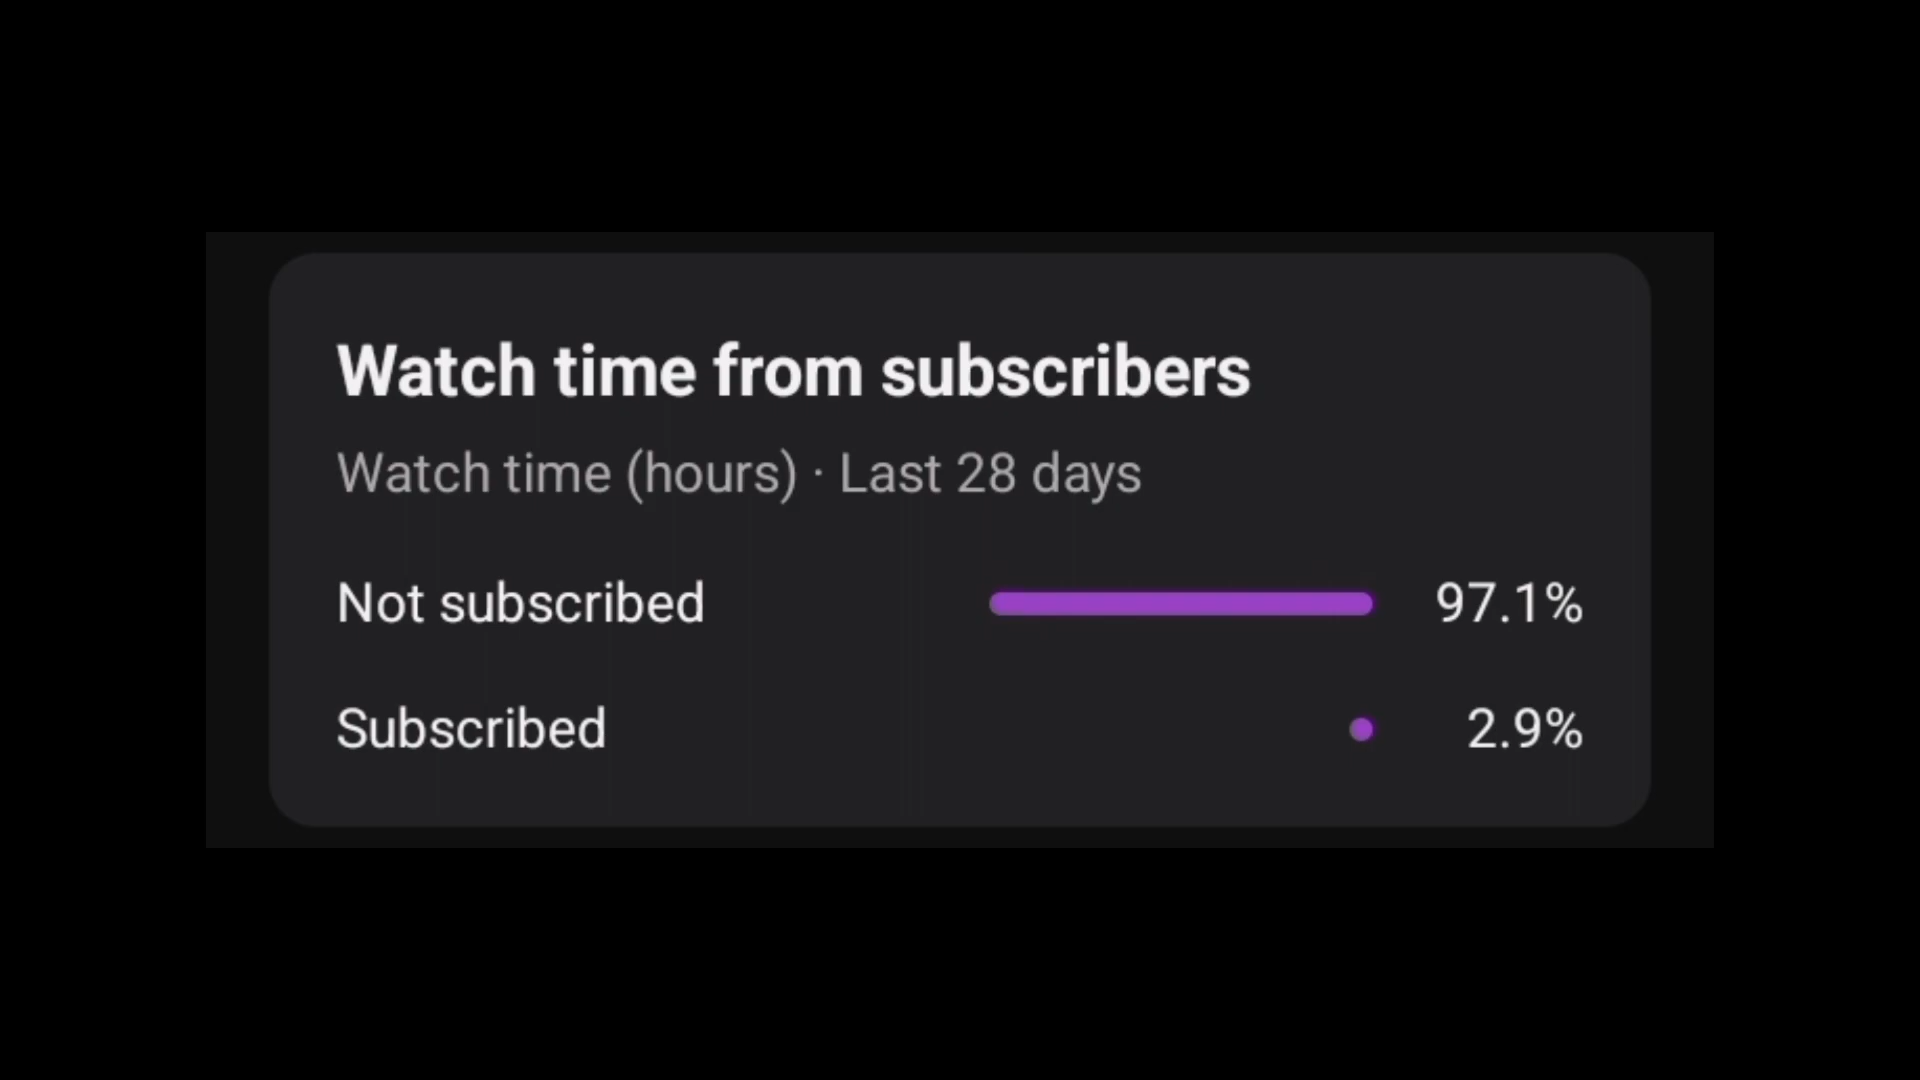 Watch time from subscribers
Watch time (hours) · Last 28 days
Not subscribed 97.1%
Subscribed 2.9%